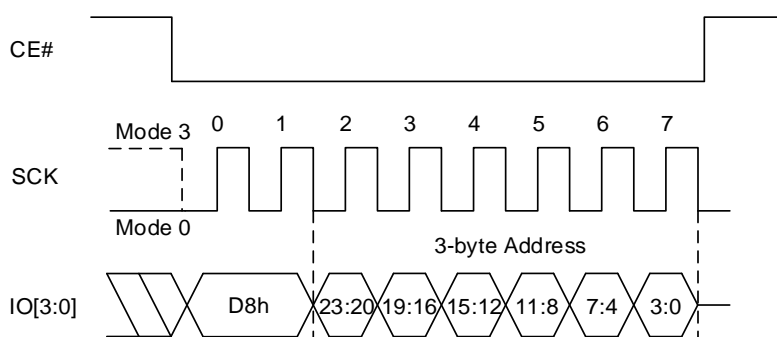 CE#
Mode 3 0 1 2 3 4 5 6 7
SCK
Mode 0
3-byte Address
IO[3:0] D8h 23:20 19:16 15:12 11:8 7:4 3:0